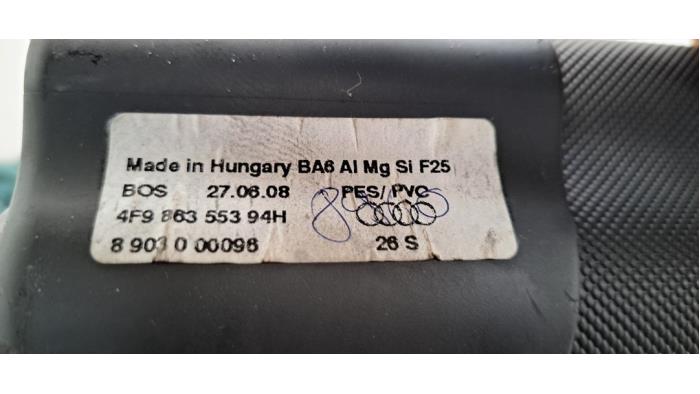 Made in Hungary BA6 Al Mg Si F25
BOS 27.06.08 PES/ PVC
4F9 863 553 94H
8 903 0 00096 26 S